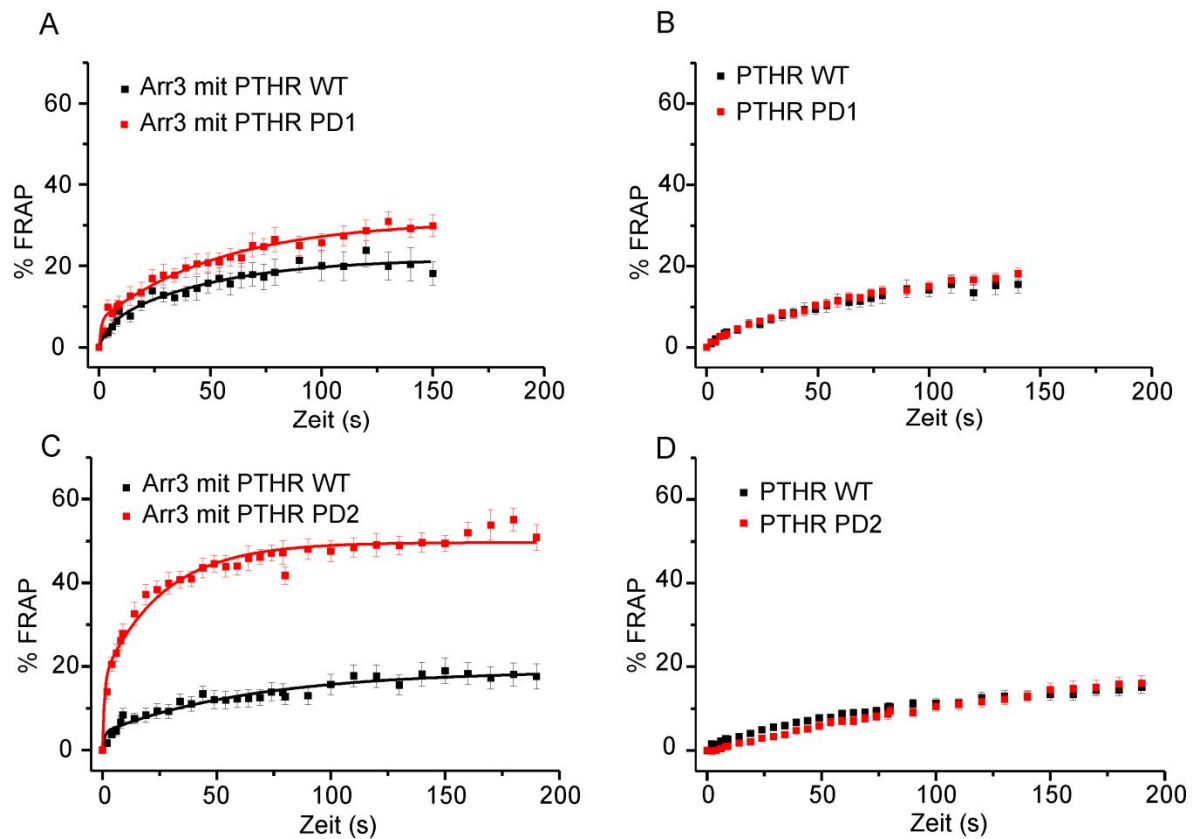 A
Arr3 mit PTHR WT
Arr3 mit PTHR PD1
% FRAP
60
40
20
0
0 50 100 150 200
Zeit (s)
B
PTHR WT
PTHR PD1
% FRAP
60
40
20
0
0 50 100 150 200
Zeit (s)
C
Arr3 mit PTHR WT
Arr3 mit PTHR PD2
% FRAP
60
40
20
0
0 50 100 150 200
Zeit (s)
D
PTHR WT
PTHR PD2
% FRAP
60
40
20
0
0 50 100 150 200
Zeit (s)